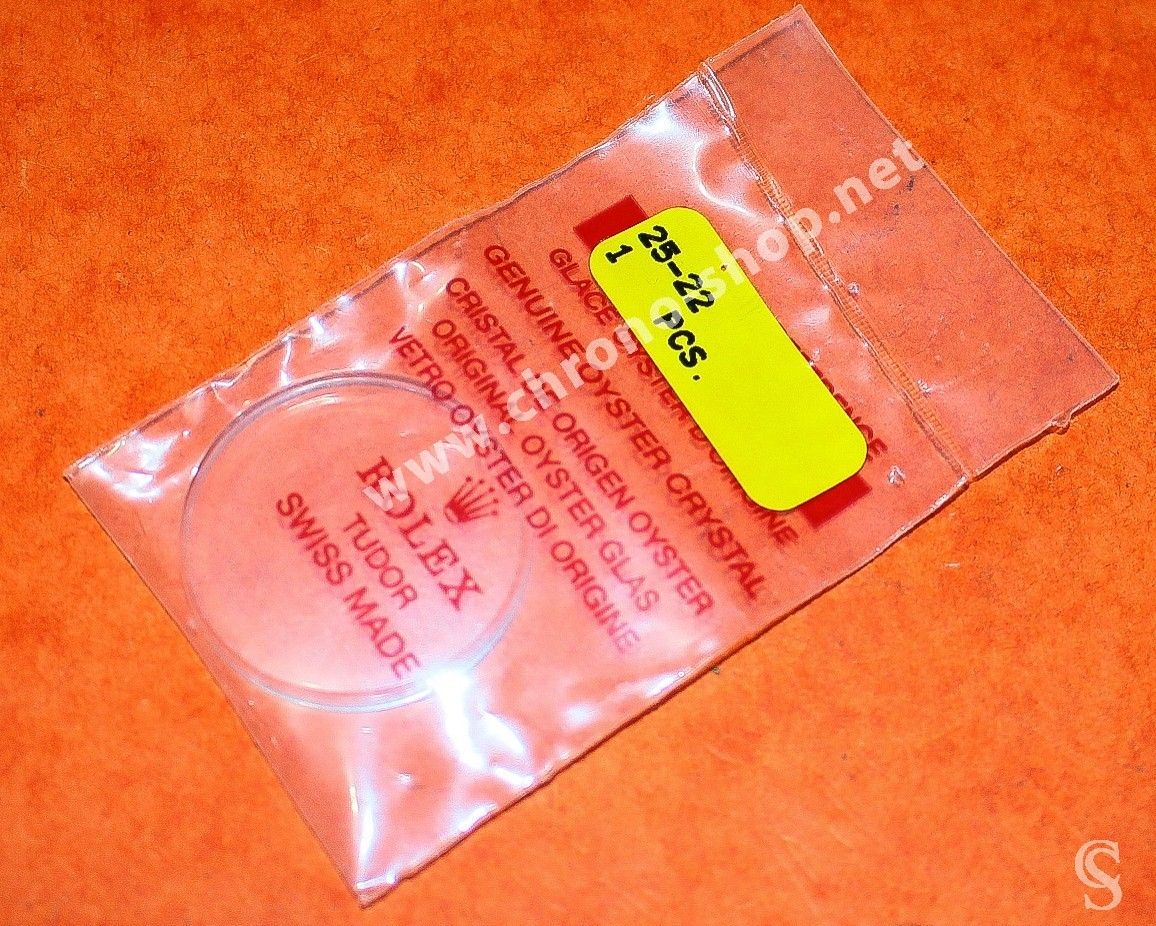 25-22
1 PCS.
GLACE OYSTER D'ORIGINE
GENUINE OYSTER CRYSTAL
CRISTAL DE ORIGEN OYSTER
ORIGINAL OYSTER GLAS
VETRO OYSTER DI ORIGINE
ROLEX
TUDOR
SWISS MADE
www.chronoshop.net
CS